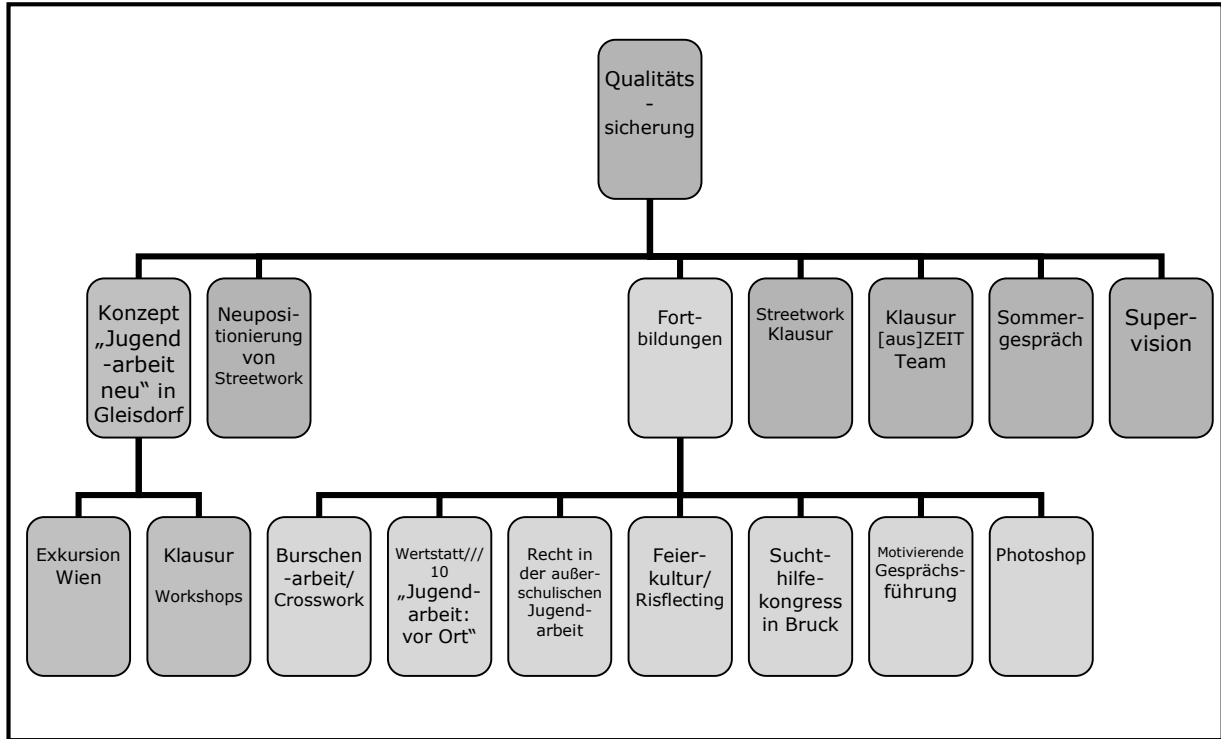 Qualitäts
-
sicherung
Konzept
„Jugend
-arbeit
neu“ in
Gleisdorf
Neuposi-
tionierung
von
Streetwork
Fort-
bildungen
Streetwork
Klausur
Klausur
[aus]ZEIT
Team
Sommer-
gespräch
Super-
vision
Exkursion
Wien
Klausur
Workshops
Burschen
-arbeit/
Crosswork
Wertstatt///
10
„Jugend-
arbeit:
vor Ort“
Recht in
der außer-
schulischen
Jugend-
arbeit
Feier-
kultur/
Risflecting
Sucht-
hilfe-
kongress
in Bruck
Motivierende
Gesprächs-
führung
Photoshop